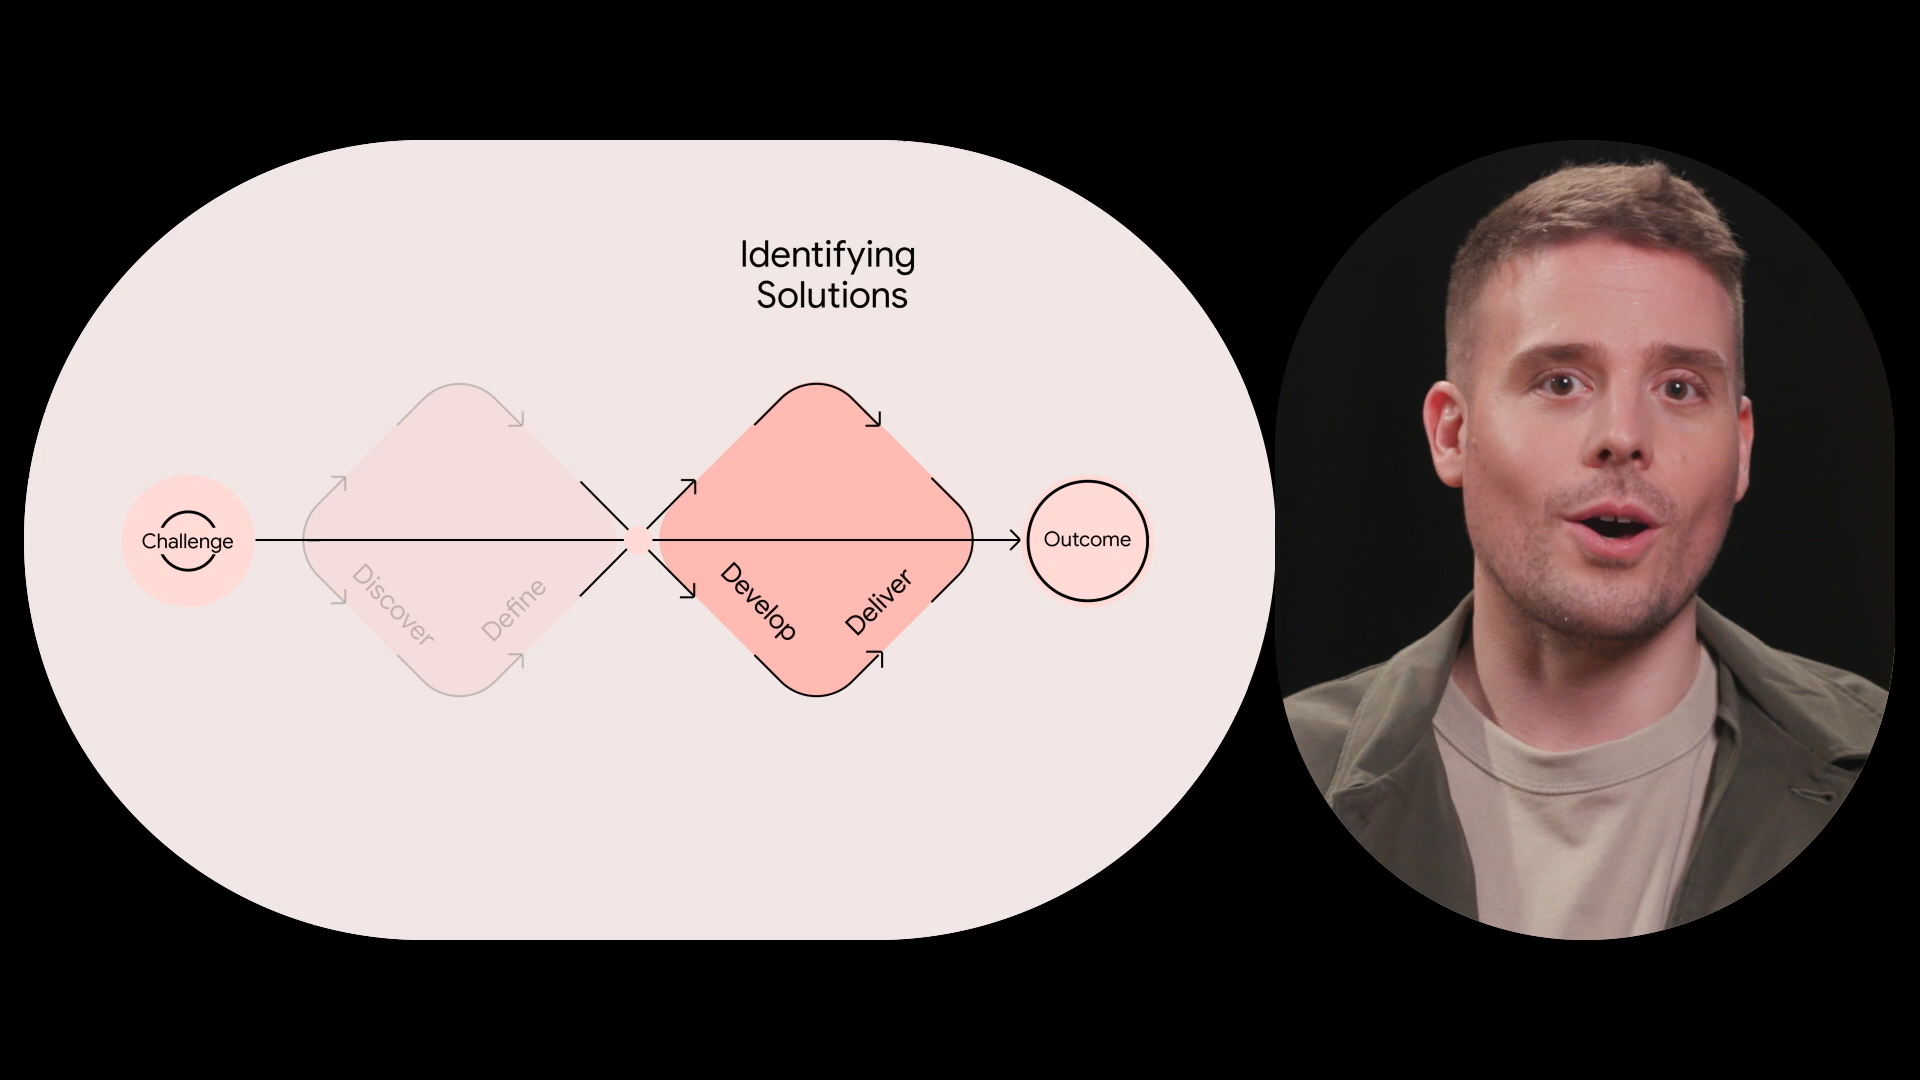 Identifying
Solutions
Challenge
Discover
Define
Develop
Deliver
Outcome